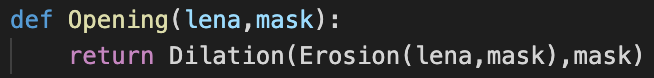 def Opening(lena,mask):
    return Dilation(Erosion(lena,mask),mask)